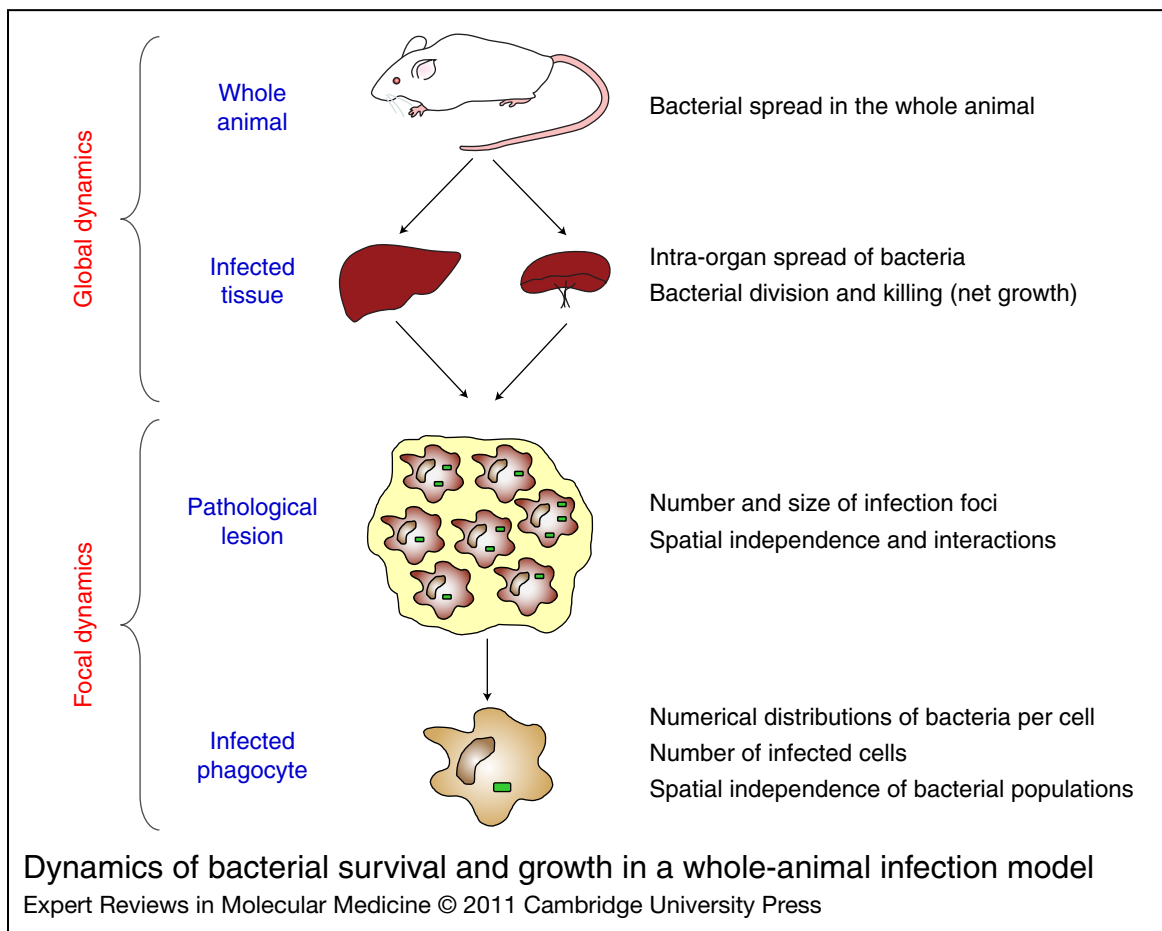 Global dynamics
Whole
animal
Bacterial spread in the whole animal
Infected
tissue
Intra-organ spread of bacteria
Bacterial division and killing (net growth)
Focal dynamics
Pathological
lesion
Number and size of infection foci
Spatial independence and interactions
Infected
phagocyte
Numerical distributions of bacteria per cell
Number of infected cells
Spatial independence of bacterial populations
Dynamics of bacterial survival and growth in a whole-animal infection model
Expert Reviews in Molecular Medicine © 2011 Cambridge University Press